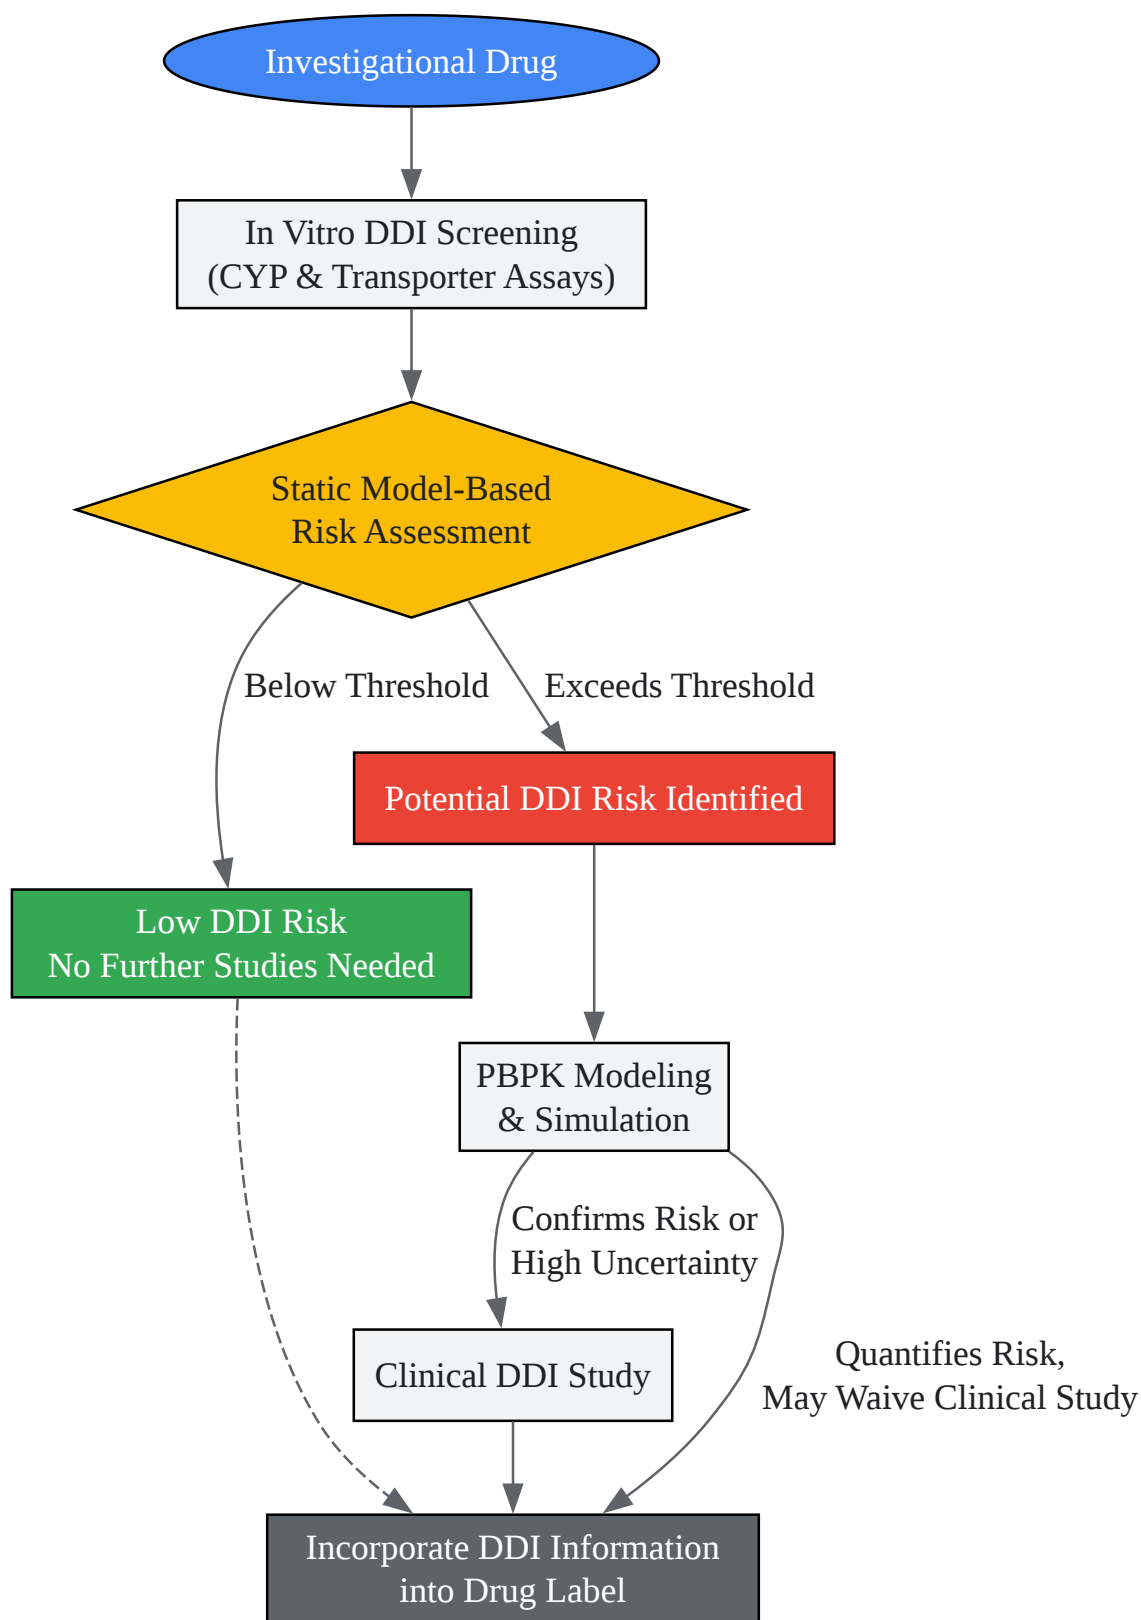 Investigational Drug
In Vitro DDI Screening
(CYP & Transporter Assays)
Static Model-Based
Risk Assessment
Below Threshold
Exceeds Threshold
Potential DDI Risk Identified
Low DDI Risk
No Further Studies Needed
PBPK Modeling
& Simulation
Confirms Risk or
High Uncertainty
Quantifies Risk,
May Waive Clinical Study
Clinical DDI Study
Incorporate DDI Information
into Drug Label